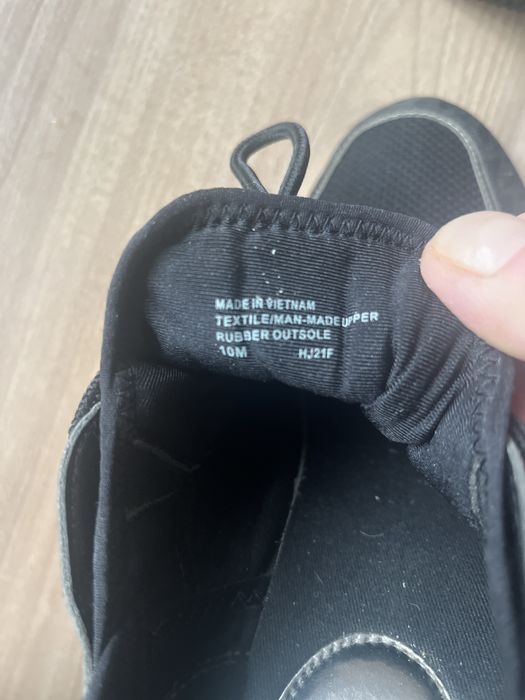 MADE IN VIETNAM
TEXTILE/MAN-MADE UPPER
RUBBER OUTSOLE
10M HJ21F